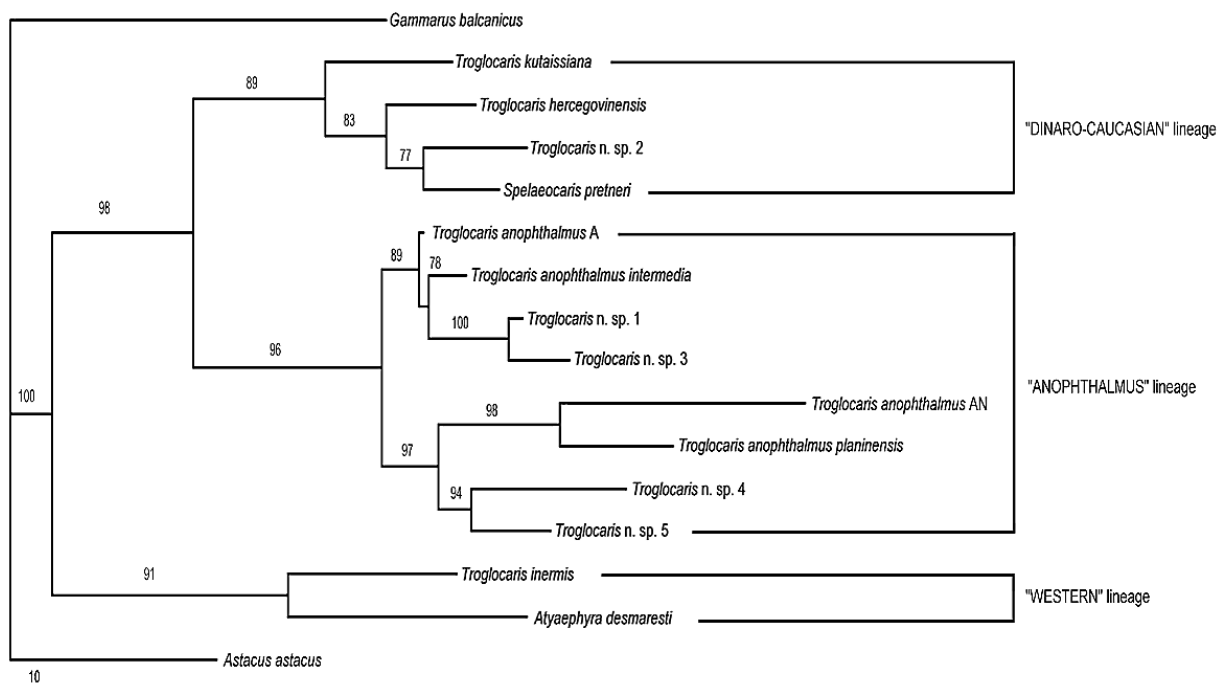 Gammarus balcanicus
Troglocaris kutaissiana
89
Troglocaris hercegovinensis
83
"DINARO-CAUCASIAN" lineage
Troglocaris n. sp. 2
77
Spelaeocaris pretneri
98
Troglocaris anophthalmus A
89
78
Troglocaris anophthalmus intermedia
Troglocaris n. sp. 1
100
96
Troglocaris n. sp. 3
"ANOPHTHALMUS" lineage
100
Troglocaris anophthalmus AN
98
Troglocaris anophthalmus planinensis
97
Troglocaris n. sp. 4
94
Troglocaris n. sp. 5
91
Troglocaris inermis
"WESTERN" lineage
Atyaephyra desmaresti
Astacus astacus
10